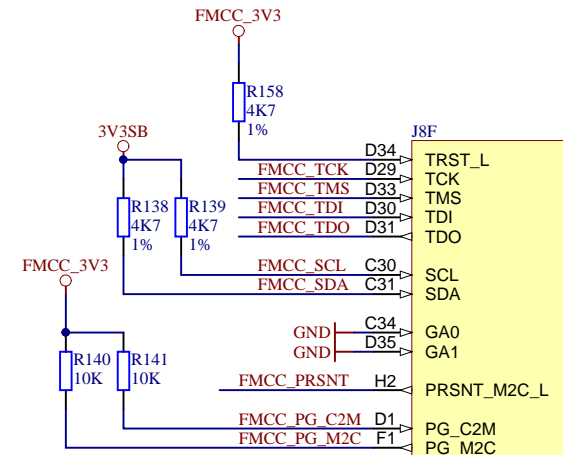 FMCC_3V3
R158
4K7
1%
3V3SB
J8F
D34 TRST_L
FMCC_TCK D29 TCK
FMCC_TMS D33 TMS
R138 R139 FMCC_TDI D30 TDI
4K7 4K7 FMCC_TDO D31 TDO
1% 1%
FMCC_3V3 FMCC_SCL C30 SCL
FMCC_SDA C31 SDA
GND C34 GA0
GND D35 GA1
R140 R141
10K 10K
FMCC_PRSNT H2 PRSNT_M2C_L
FMCC_PG_C2M D1 PG_C2M
FMCC_PG_M2C F1 PG_M2C